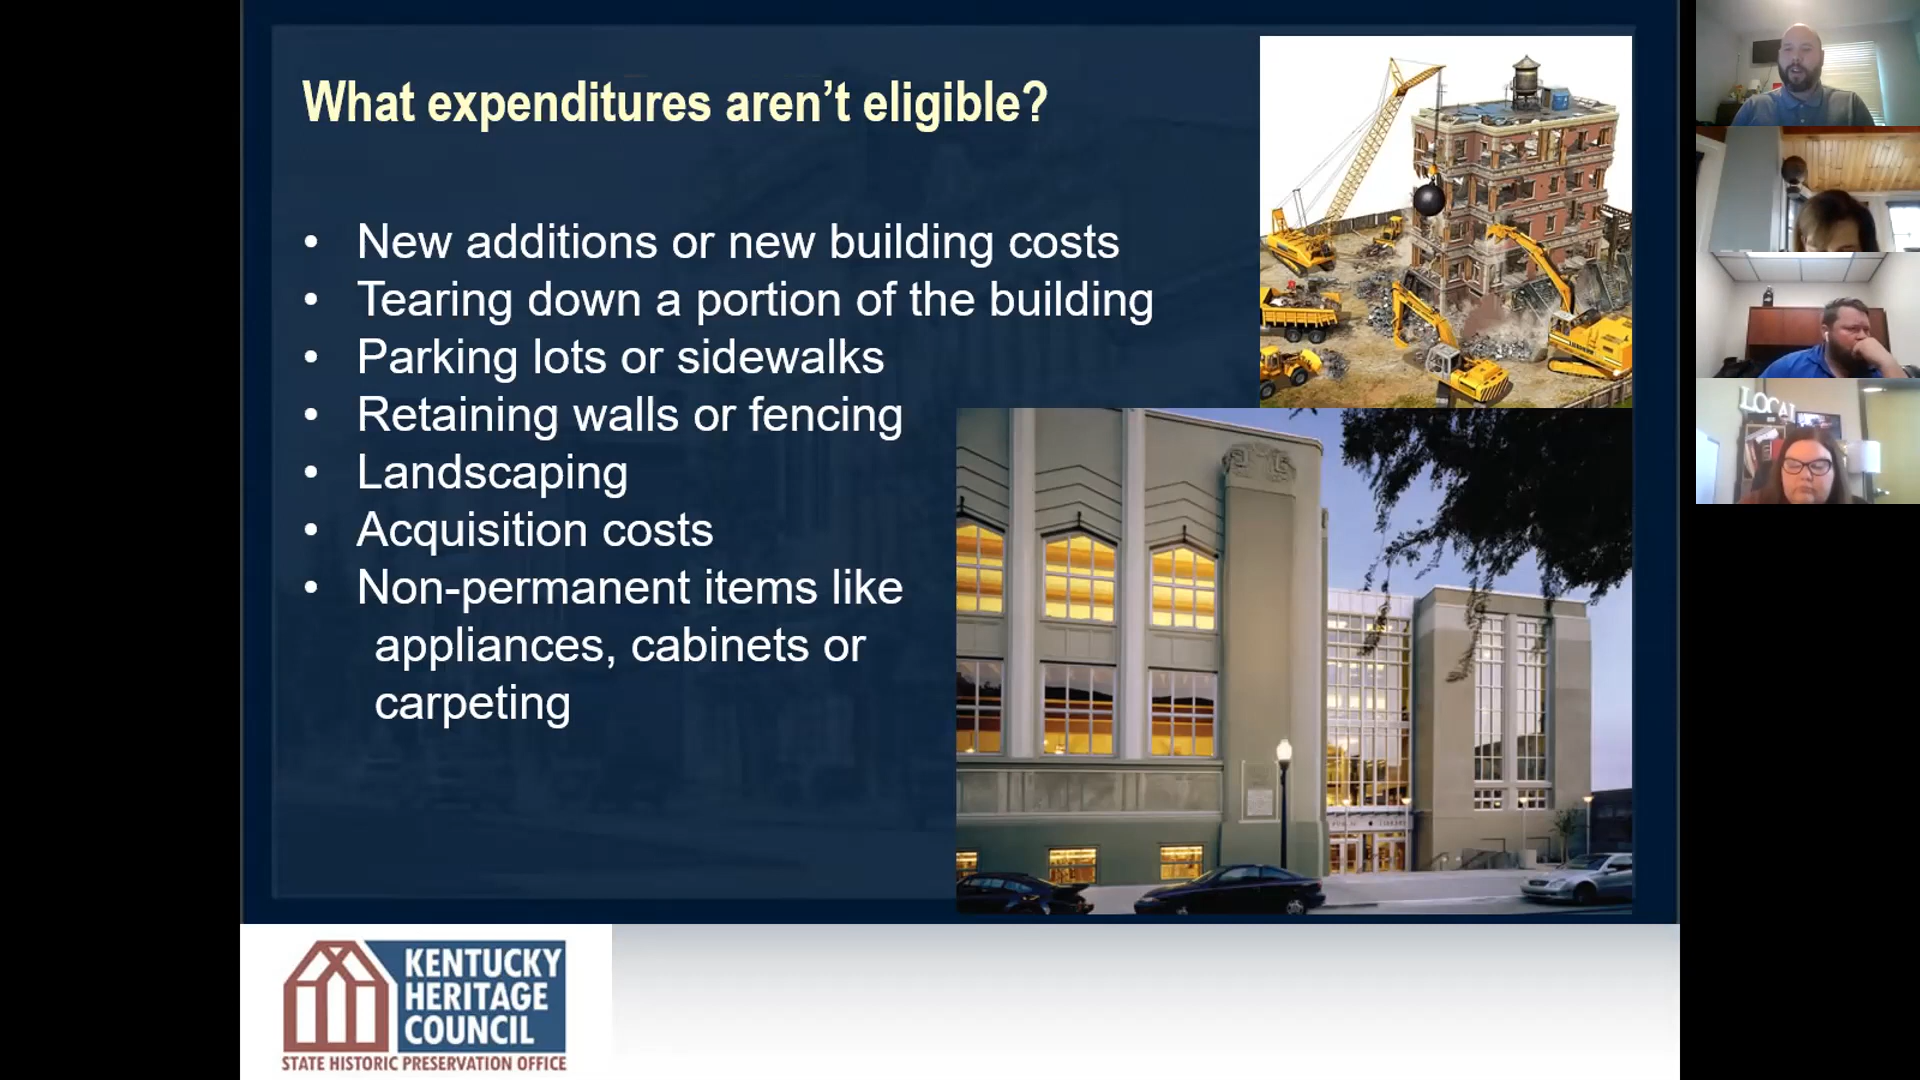 What expenditures aren’t eligible?
• New additions or new building costs
• Tearing down a portion of the building
• Parking lots or sidewalks
• Retaining walls or fencing
• Landscaping
• Acquisition costs
• Non-permanent items like
appliances, cabinets or
carpeting
LOCAL
KENTUCKY
HERITAGE
COUNCIL
STATE HISTORIC PRESERVATION OFFICE